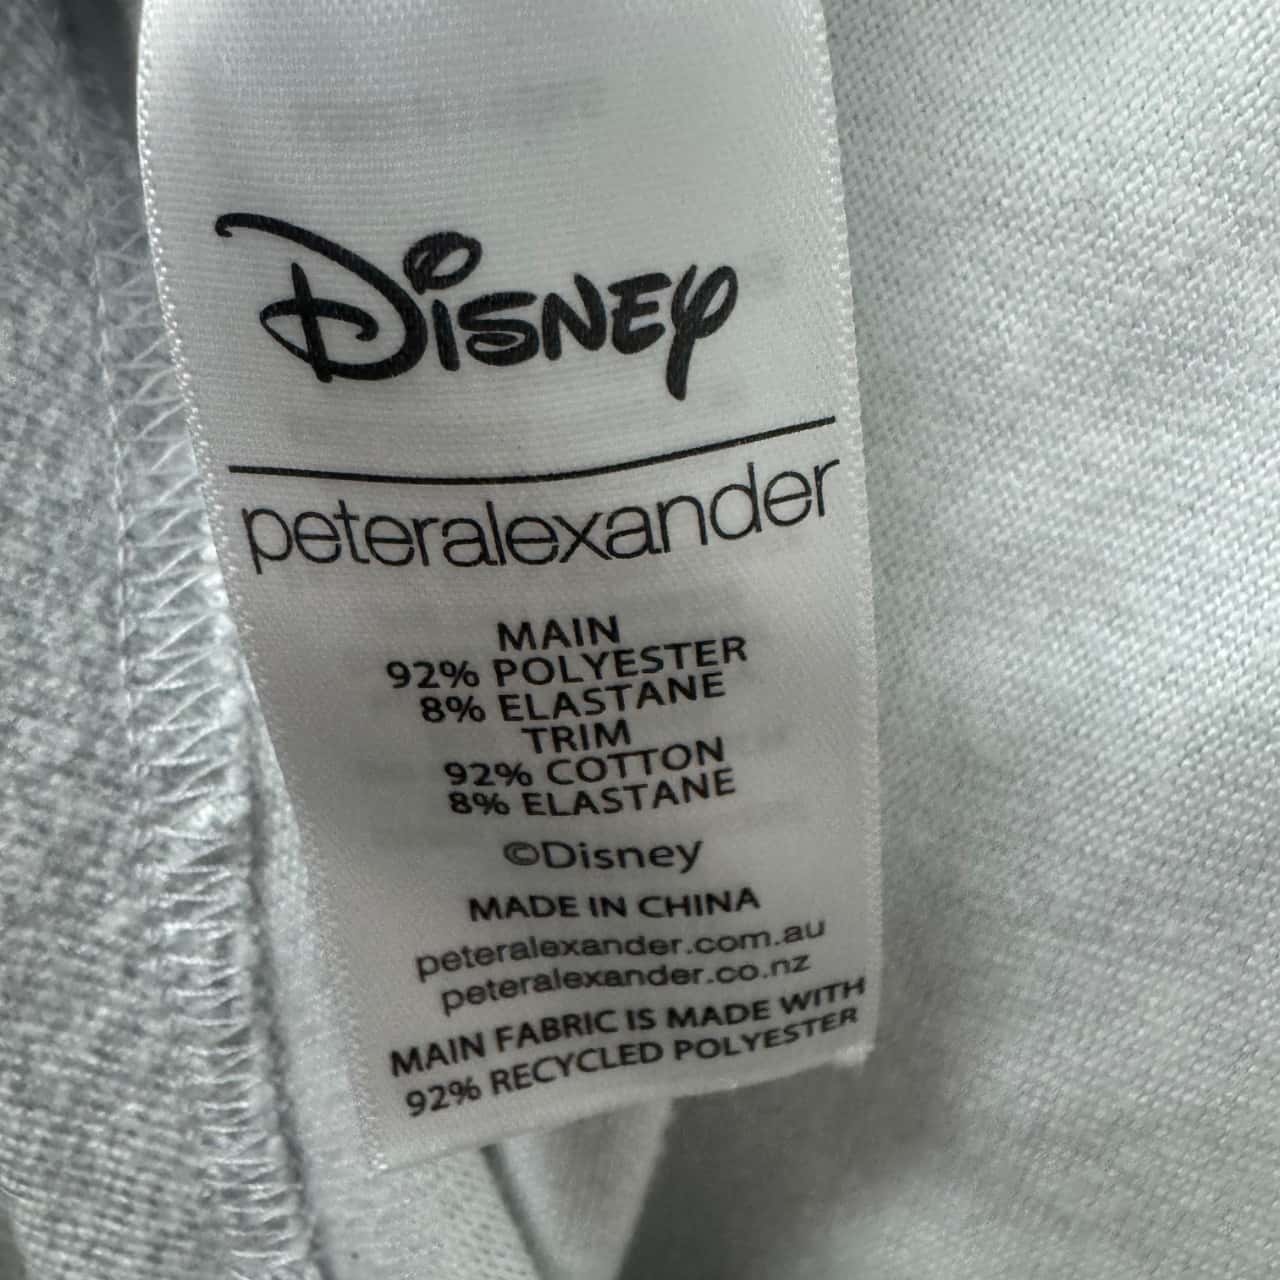 Disney
peteralexander
MAIN
92% POLYESTER
8% ELASTANE
TRIM
92% COTTON
8% ELASTANE
©Disney
MADE IN CHINA
peteralexander.com.au
peteralexander.co.nz
MAIN FABRIC IS MADE WITH
92% RECYCLED POLYESTER